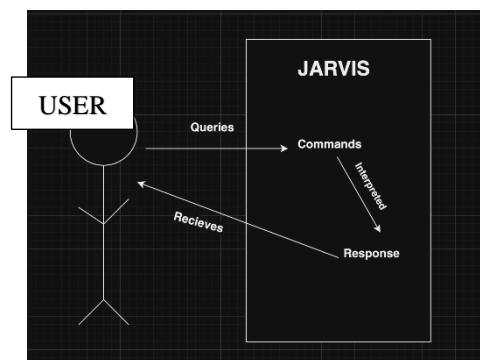 JARVIS
USER
Queries
Commands
Interpreted
Recieves
Response